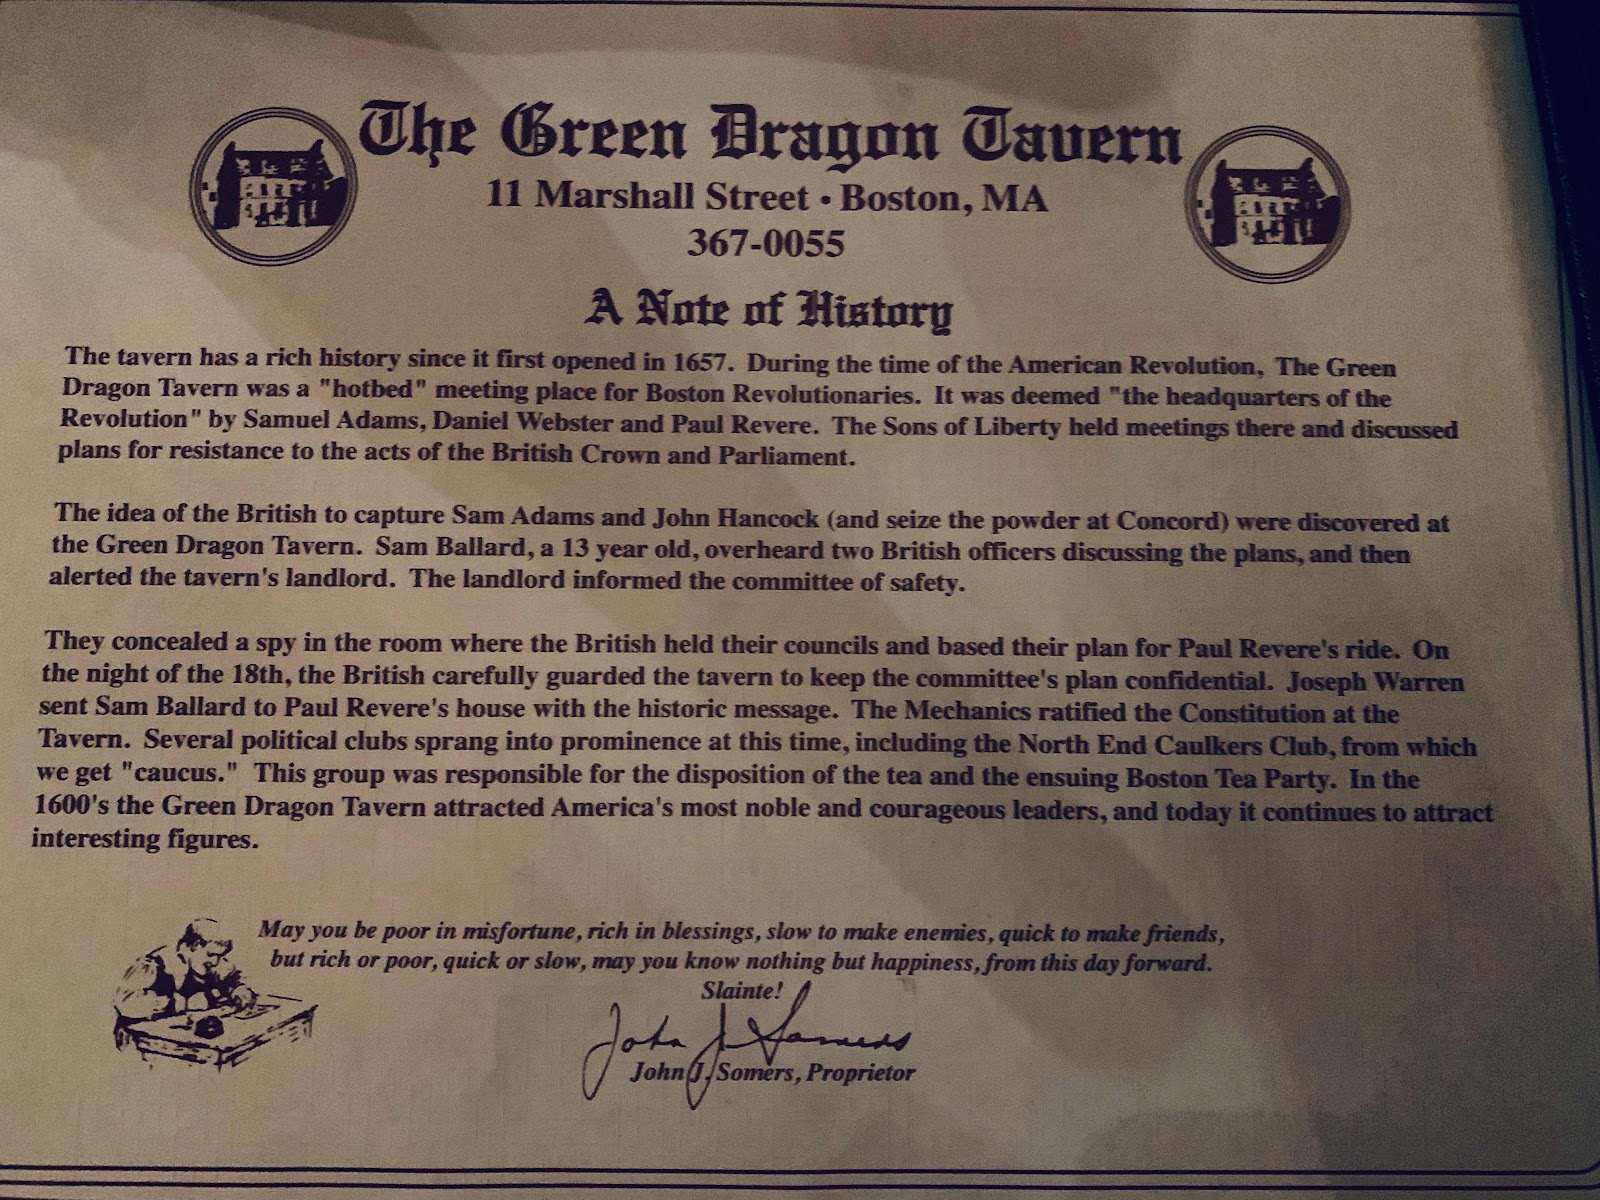 The Green Dragon Tavern
11 Marshall Street • Boston, MA
367-0055
A Note of History
The tavern has a rich history since it first opened in 1657. During the time of the American Revolution, The Green
Dragon Tavern was a "hotbed" meeting place for Boston Revolutionaries. It was deemed "the headquarters of the
Revolution" by Samuel Adams, Daniel Webster and Paul Revere. The Sons of Liberty held meetings there and discussed
plans for resistance to the acts of the British Crown and Parliament.
The idea of the British to capture Sam Adams and John Hancock (and seize the powder at Concord) were discovered at
the Green Dragon Tavern. Sam Ballard, a 13 year old, overheard two British officers discussing the plans, and then
alerted the tavern's landlord. The landlord informed the committee of safety.
They concealed a spy in the room where the British held their councils and based their plan for Paul Revere's ride. On
the night of the 18th, the British carefully guarded the tavern to keep the committee's plan confidential. Joseph Warren
sent Sam Ballard to Paul Revere's house with the historic message. The Mechanics ratified the Constitution at the
Tavern. Several political clubs sprang into prominence at this time, including the North End Caulkers Club, from which
we get "caucus." This group was responsible for the disposition of the tea and the ensuing Boston Tea Party. In the
1600's the Green Dragon Tavern attracted America's most noble and courageous leaders, and today it continues to attract
interesting figures.
May you be poor in misfortune, rich in blessings, slow to make enemies, quick to make friends,
but rich or poor, quick or slow, may you know nothing but happiness, from this day forward.
Slainte!
John J. Somers
John J. Somers, Proprietor